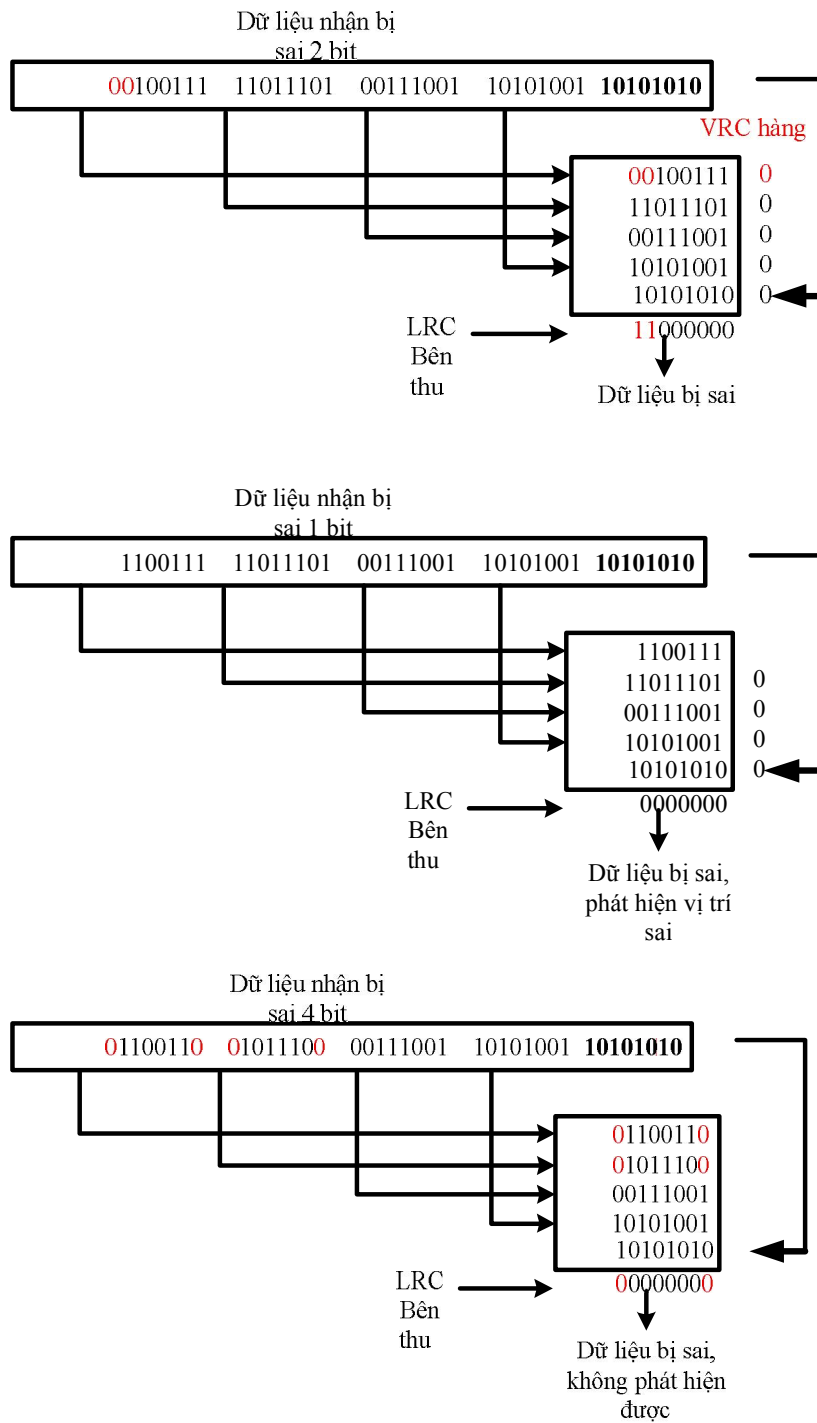 Dữ liệu nhận bị
sai 2 bit
00100111 11011101 00111001 10101001 10101010
VRC hàng
00100111 0
11011101 0
00111001 0
10101001 0
10101010 0
LRC
Bên
thu
11000000
Dữ liệu bị sai
Dữ liệu nhận bị
sai 1 bit
1100111 11011101 00111001 10101001 10101010
1100111
11011101 0
00111001 0
10101001 0
10101010 0
LRC
Bên
thu
0000000
Dữ liệu bị sai,
phát hiện vị trí
sai
Dữ liệu nhận bị
sai 4 bit
01100110 01011100 00111001 10101001 10101010
01100110
01011100
00111001
10101001
10101010
LRC
Bên
thu
00000000
Dữ liệu bị sai,
không phát hiện
được